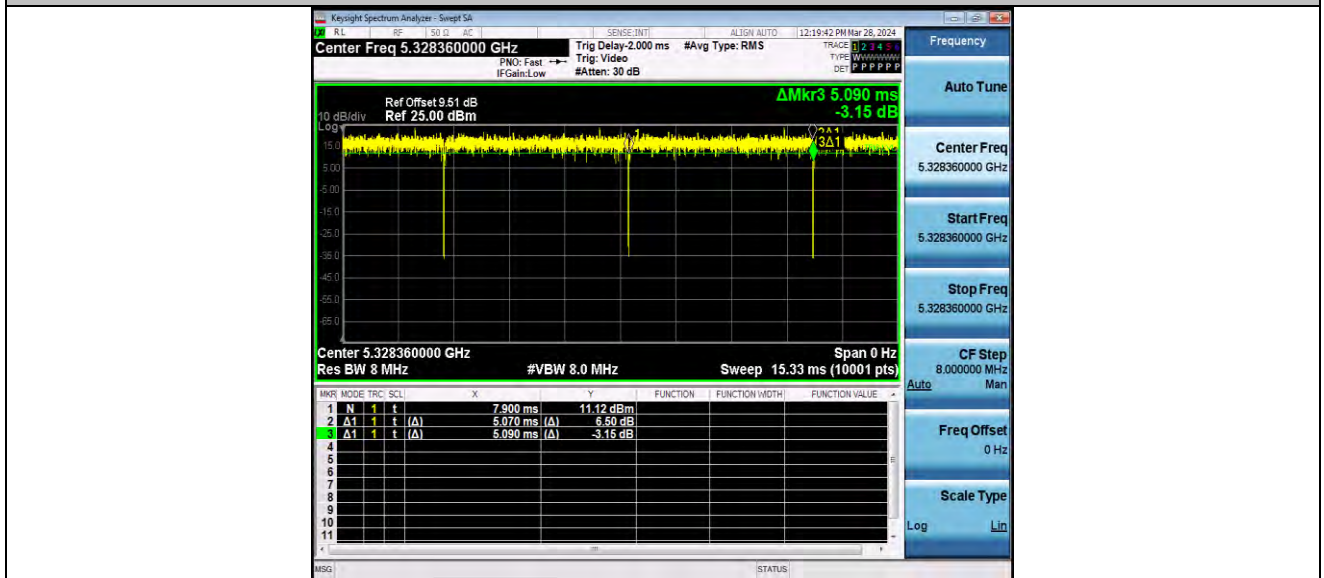 Keysight Spectrum Analyzer - Swept SA
RL RF 50 Ω AC SENSE:INT ALIGN AUTO 12:19:42 PM Mar 28, 2024
Center Freq 5.328360000 GHz
PNO: Fast
IFGain:Low
Trig Delay-2.000 ms
Trig: Video
#Atten: 30 dB
#Avg Type: RMS
TRACE 1 2 3 4 5 6
TYPE WWWWWW
DET P P P P P P
Frequency
Auto Tune
Center Freq
5.328360000 GHz
Start Freq
5.328360000 GHz
Stop Freq
5.328360000 GHz
CF Step
8.000000 MHz
Auto Man
Freq Offset
0 Hz
Scale Type
Log Lin
ΔMkr3 5.090 ms
-3.15 dB
Ref Offset 9.51 dB
10 dB/div Ref 25.00 dBm
Log
15.0
5.00
-5.00
-15.0
-25.0
-35.0
-45.0
-55.0
-65.0
1
3Δ1
Center 5.328360000 GHz Span 0 Hz
Res BW 8 MHz #VBW 8.0 MHz Sweep 15.33 ms (10001 pts)
MKR MODE TRC SCL X Y FUNCTION FUNCTION WIDTH FUNCTION VALUE
1 N 1 t 7.900 ms 11.12 dBm
2 Δ1 1 t (Δ) 5.070 ms (Δ) 6.50 dB
3 Δ1 1 t (Δ) 5.090 ms (Δ) -3.15 dB
4
5
6
7
8
9
10
11
MSG STATUS